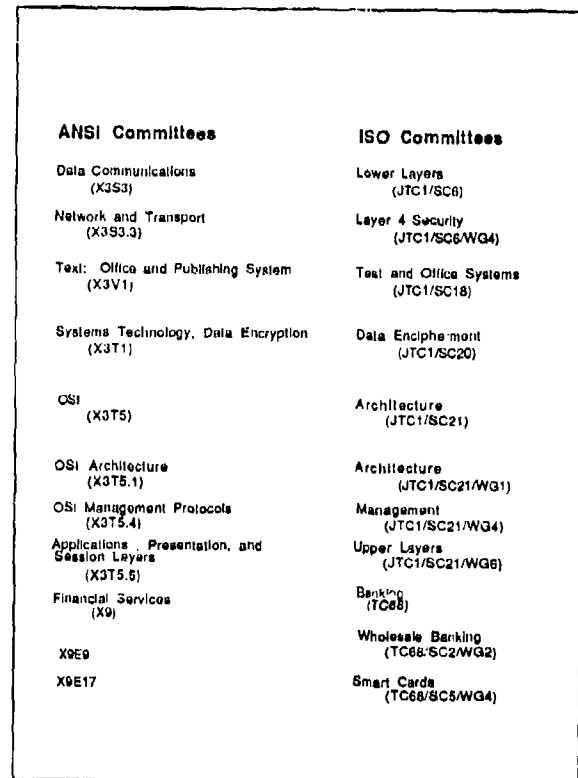 ANSI Committees
ISO Committees
Data Communications
(X3S3)
Lower Layers
(JTC1/SC6)
Network and Transport
(X3S3.3)
Layer 4 Security
(JTC1/SC6/WG4)
Text: Office and Publishing System
(X3V1)
Text and Office Systems
(JTC1/SC18)
Systems Technology, Data Encryption
(X3T1)
Data Encipherment
(JTC1/SC20)
OSI
(X3T5)
Architecture
(JTC1/SC21)
OSI Architecture
(X3T5.1)
Architecture
(JTC1/SC21/WG1)
OSI Management Protocols
(X3T5.4)
Management
(JTC1/SC21/WG4)
Applications, Presentation, and
Session Layers
(X3T5.5)
Upper Layers
(JTC1/SC21/WG6)
Financial Services
(X9)
Banking
(TC68)
Wholesale Banking
(TC68/SC2/WG2)
X9E9
X9E17
Smart Cards
(TC68/SC5/WG4)